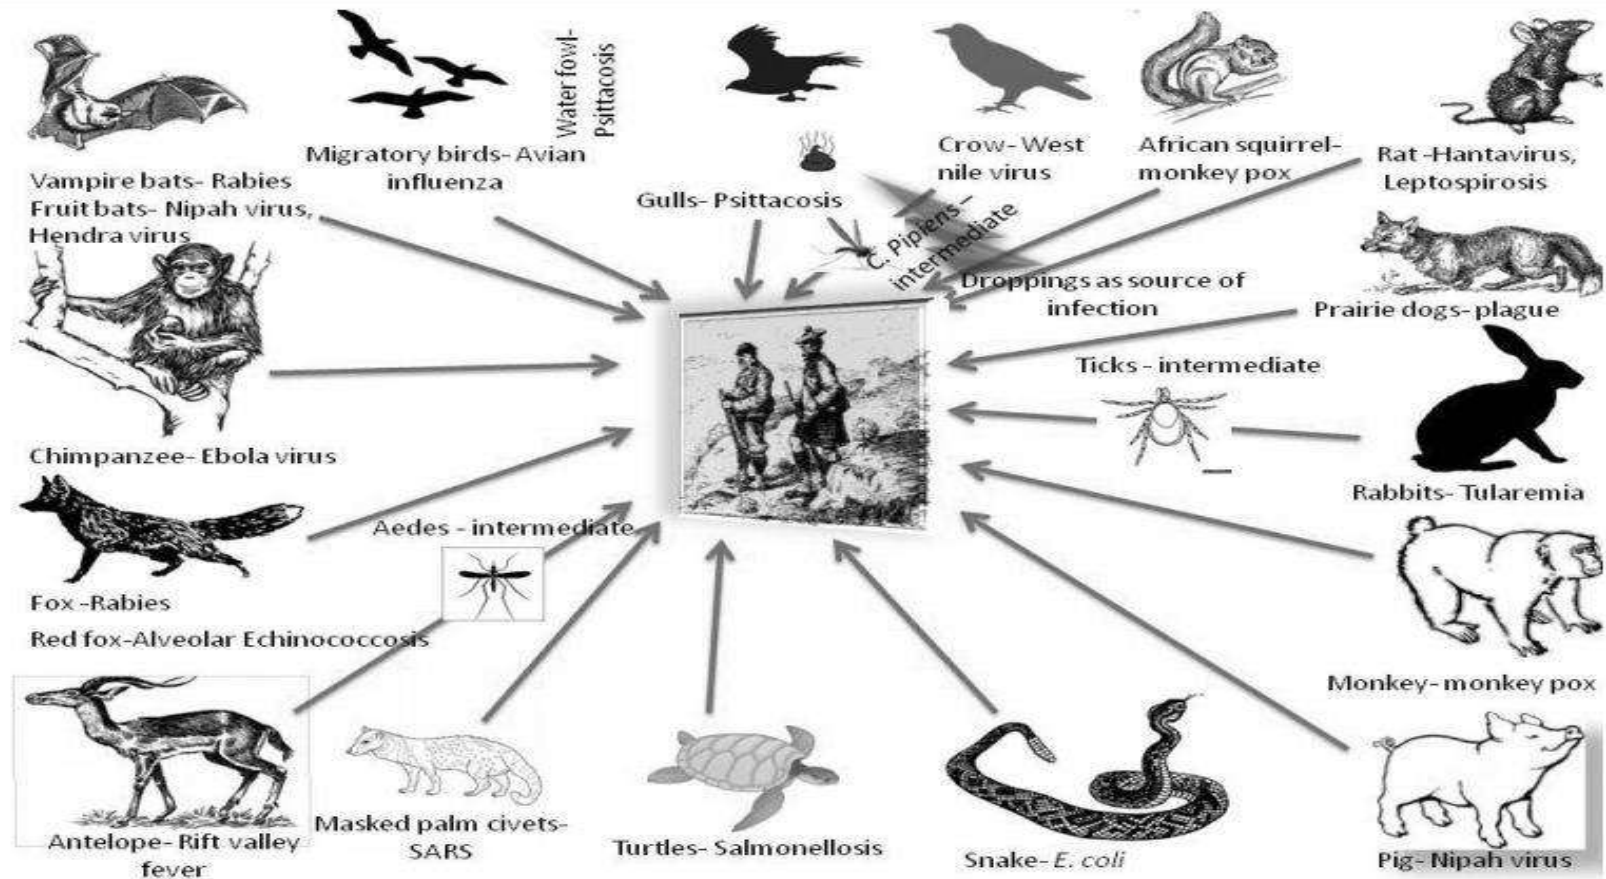 Water fowl-
Psittacosis
Migratory birds- Avian
influenza
Vampire bats- Rabies
Fruit bats- Nipah virus,
Hendra virus
Gulls- Psittacosis
Crow- West
nile virus
African squirrel-
monkey pox
Rat -Hantavirus,
Leptospirosis
C. Pipiens –
intermediate
Droppings as source of
infection
Prairie dogs- plague
Ticks - intermediate
Chimpanzee- Ebola virus
Rabbits- Tularemia
Aedes - intermediate
Fox -Rabies
Red fox-Alveolar Echinococcosis
Monkey- monkey pox
Antelope- Rift valley
fever
Masked palm civets-
SARS
Turtles- Salmonellosis
Snake- E. coli
Pig- Nipah virus